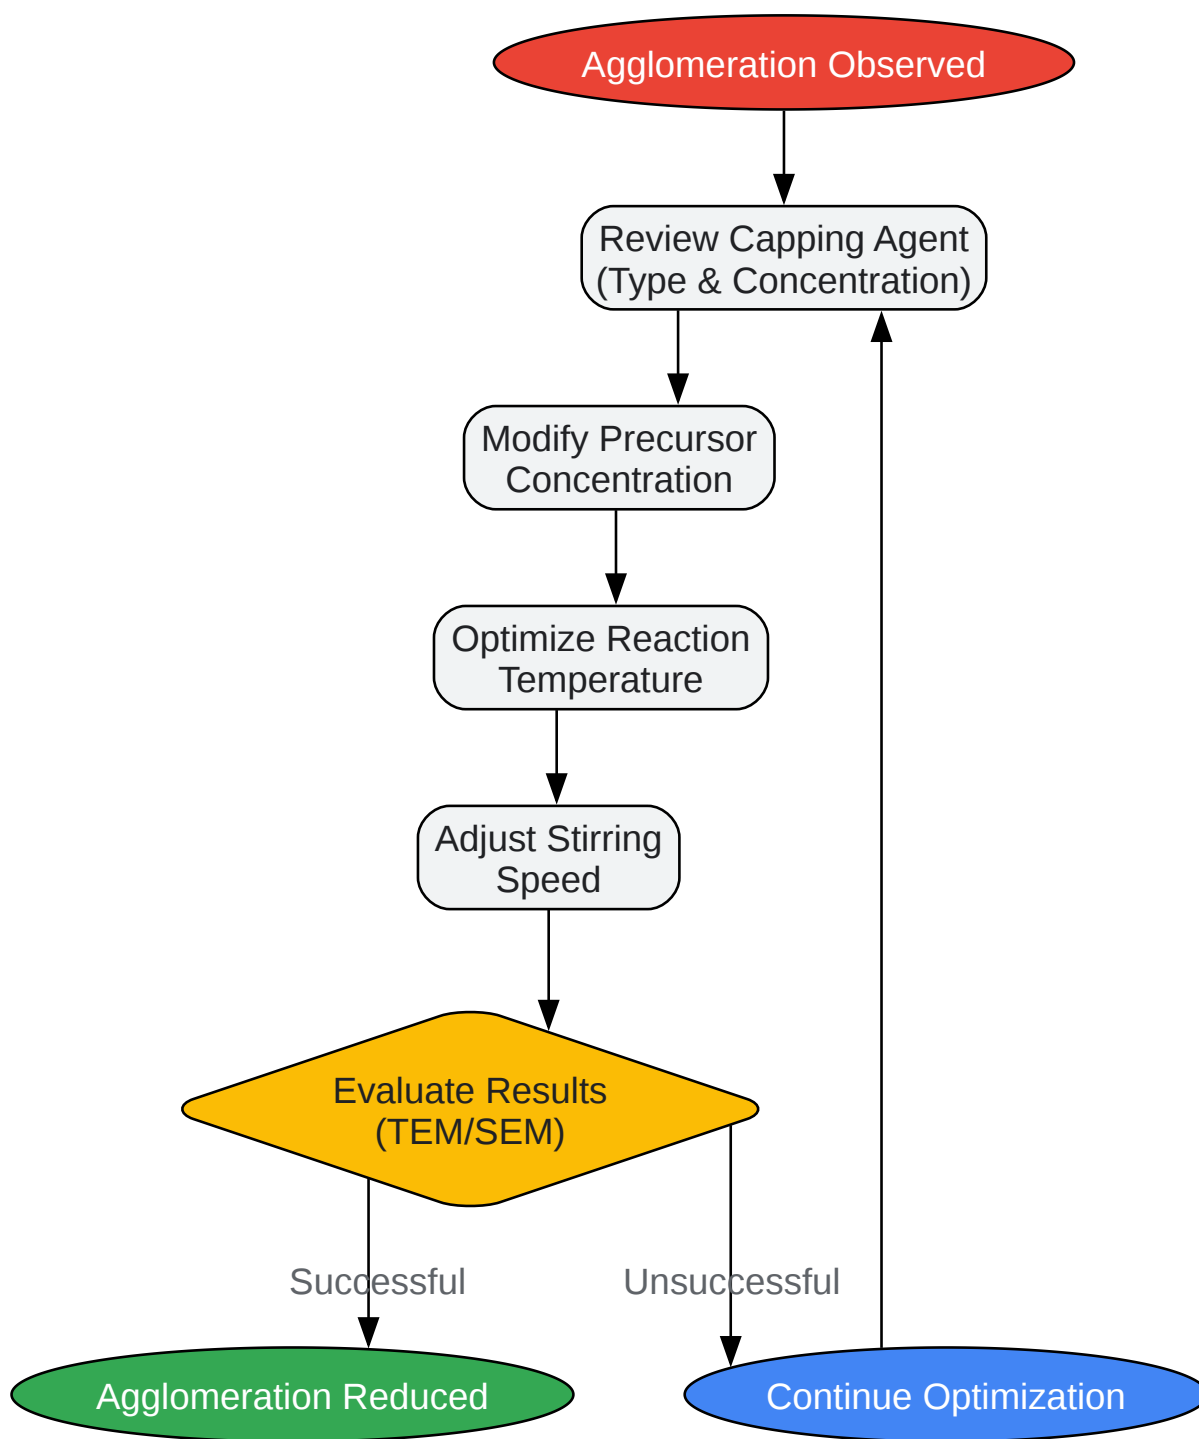 Agglomeration Observed
Review Capping Agent
(Type & Concentration)
Modify Precursor
Concentration
Optimize Reaction
Temperature
Adjust Stirring
Speed
Evaluate Results
(TEM/SEM)
Successful
Unsuccessful
Agglomeration Reduced
Continue Optimization